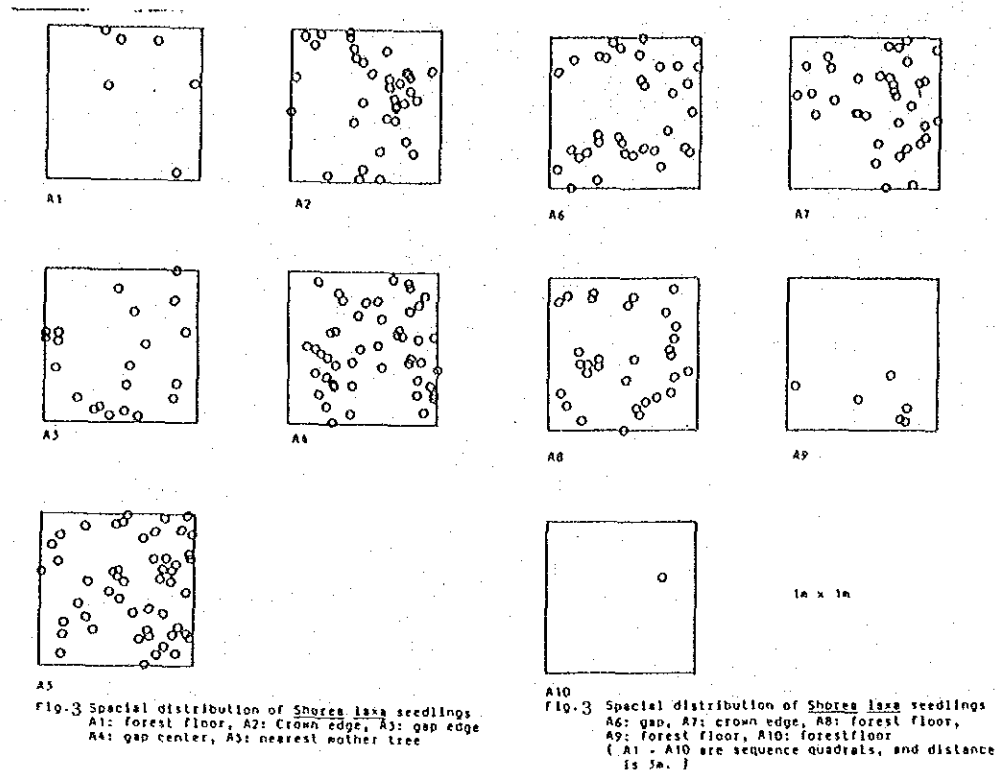 A1
A2
A6
A7
A3
A4
A8
A9
A5
A10
1m x 1m
Fig.3 Spacial distribution of Shorea laxa seedlings
A1: forest floor, A2: Crown edge, A3: gap edge
A4: gap center, A5: nearest mother tree
Fig.3 Spacial distribution of Shorea laxa seedlings
A6: gap, A7: crown edge, A8: forest floor,
A9: forest floor, A10: forestfloor
( A1 - A10 are sequence quadrats, and distance
is 5m. )